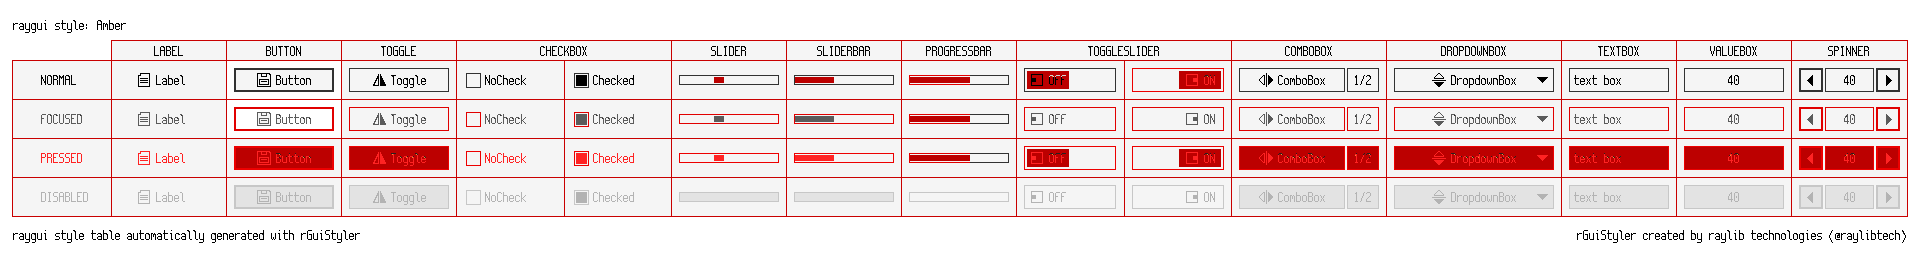 raygui style: Amber
LABEL BUTTON TOGGLE CHECKBOX SLIDER SLIDERBAR PROGRESSBAR TOGGLESLIDER COMBOBOX DROPDOWNBOX TEXTBOX VALUEBOX SPINNER
NORMAL Label Button Toggle NoCheck Checked OFF ON ComboBox 1/2 DropdownBox text box 40 40
FOCUSED Label Button Toggle NoCheck Checked OFF ON ComboBox 1/2 DropdownBox text box 40 40
PRESSED Label Button Toggle NoCheck Checked OFF ON ComboBox 1/2 DropdownBox text box 40 40
DISABLED Label Button Toggle NoCheck Checked OFF ON ComboBox 1/2 DropdownBox text box 40 40
raygui style table automatically generated with rGuiStyler
rGuiStyler created by raylib technologies (@raylibtech)